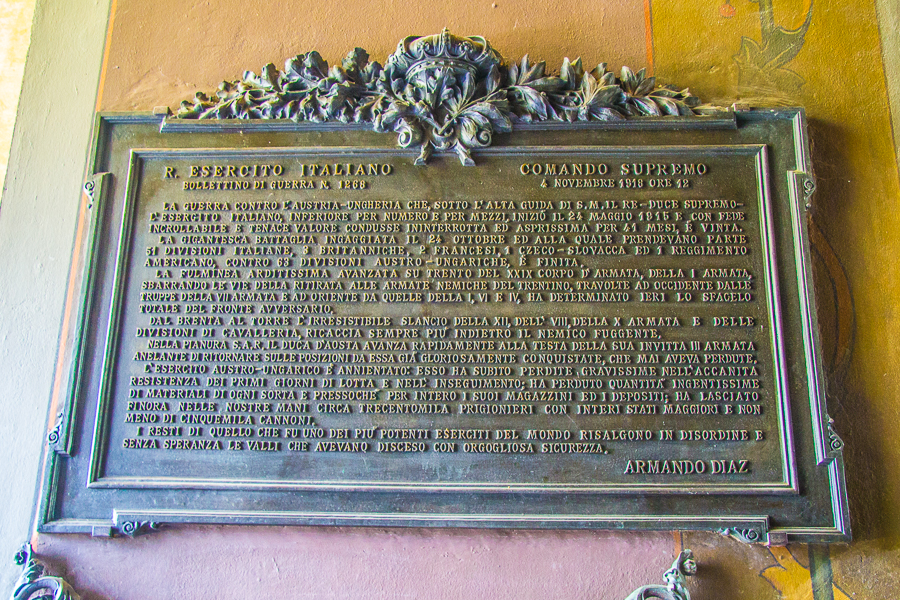 R. ESERCITO ITALIANO COMANDO SUPREMO
BOLLETTINO DI GUERRA N. 1268 4 NOVEMBRE 1918 ORE 12
LA GUERRA CONTRO L'AUSTRIA-UNGHERIA CHE, SOTTO L'ALTA GUIDA DI S.M. IL RE-DUCE SUPREMO-
L'ESERCITO ITALIANO, INFERIORE PER NUMERO E PER MEZZI, INIZIÒ IL 24 MAGGIO 1915 E CON FEDE
INCROLLABILE E TENACE VALORE CONDUSSE ININTERROTTA ED ASPRISSIMA PER 41 MESI, È VINTA.
LA GIGANTESCA BATTAGLIA INGAGGIATA IL 24 OTTOBRE ED ALLA QUALE PRENDEVANO PARTE
51 DIVISIONI ITALIANE, 3 BRITANNICHE, 2 FRANCESI, 1 CZECO-SLOVACCA ED 1 REGGIMENTO
AMERICANO, CONTRO 63 DIVISIONI AUSTRO-UNGARICHE, È FINITA.
LA FULMINEA ARDITISSIMA AVANZATA SU TRENTO DEL XXIX CORPO D'ARMATA, DELLA I ARMATA,
SBARRANDO LE VIE DELLA RITIRATA ALLE ARMATE NEMICHE DEL TRENTINO, TRAVOLTE AD OCCIDENTE DALLE
TRUPPE DELLA VII ARMATA E AD ORIENTE DA QUELLE DELLA I, VI E IV, HA DETERMINATO IERI LO SFACELO
TOTALE DEL FRONTE AVVERSARIO.
DAL BRENTA AL TORRE L'IRRESISTIBILE SLANCIO DELLA XII, DELL'VIII, DELLA X ARMATA E DELLE
DIVISIONI DI CAVALLERIA, RICACCIA SEMPRE PIÙ INDIETRO IL NEMICO FUGGENTE.
NELLA PIANURA S.A.R. IL DUCA D'AOSTA AVANZA RAPIDAMENTE ALLA TESTA DELLA SUA INVITTA III ARMATA
ANELANTE DI RITORNARE SULLE POSIZIONI DA ESSA GIÀ GLORIOSAMENTE CONQUISTATE, CHE MAI AVEVA PERDUTE.
L'ESERCITO AUSTRO-UNGARICO È ANNIENTATO: ESSO HA SUBITO PERDITE GRAVISSIME NELL'ACCANITA
RESISTENZA DEI PRIMI GIORNI DI LOTTA E NELL'INSEGUIMENTO; HA PERDUTO QUANTITÀ INGENTISSIME
DI MATERIALI DI OGNI SORTA E PRESSOCHÈ PER INTERO I SUOI MAGAZZINI ED I DEPOSITI; HA LASCIATO
FINORA NELLE NOSTRE MANI CIRCA TRECENTOMILA PRIGIONIERI CON INTERI STATI MAGGIORI E NON
MENO DI CINQUEMILA CANNONI.
I RESTI DI QUELLO CHE FU UNO DEI PIÙ POTENTI ESERCITI DEL MONDO RISALGONO IN DISORDINE E
SENZA SPERANZA LE VALLI CHE AVEVANO DISCESO CON ORGOGLIOSA SICUREZZA.
ARMANDO DIAZ